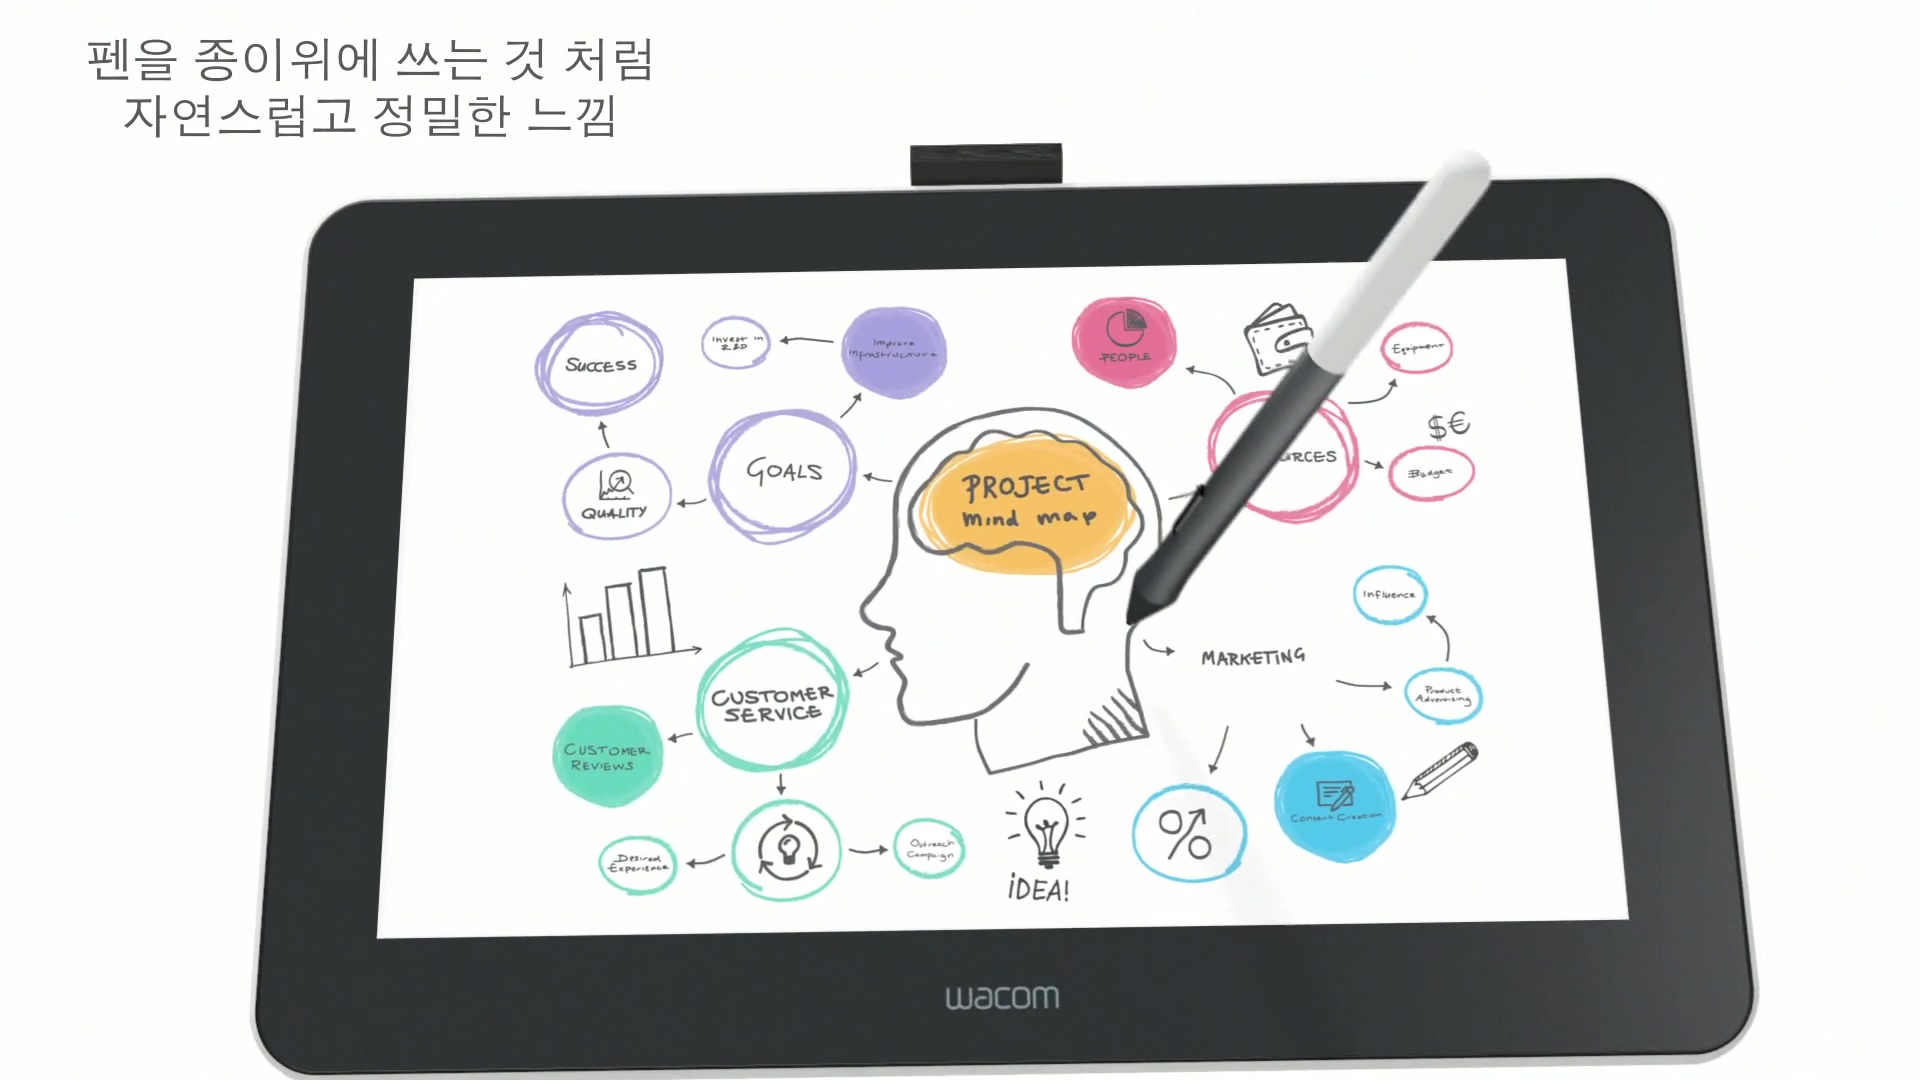 펜을 종이위에 쓰는 것 처럼
자연스럽고 정밀한 느낌
SUCCESS
Invest in
R&D
Improve
Infrastructure
PEOPLE
Equipment
$€
GOALS
Budget
QUALITY
PROJECT
mind map
Influence
MARKETING
Product
Advertising
CUSTOMER
SERVICE
CUSTOMER
REVIEWS
Content Creation
Desired
Experience
Outreach
Campaign
iDEA!
wacom